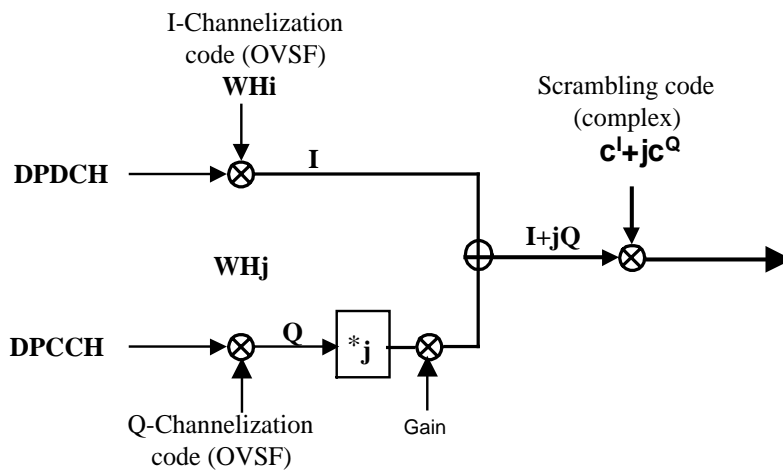 I-Channelization
code (OVSF)
WHi
Scrambling code
(complex)
cI+jcQ
DPDCH
I
I+jQ
WHj
DPCCH
Q
*j
Q-Channelization
code (OVSF)
Gain